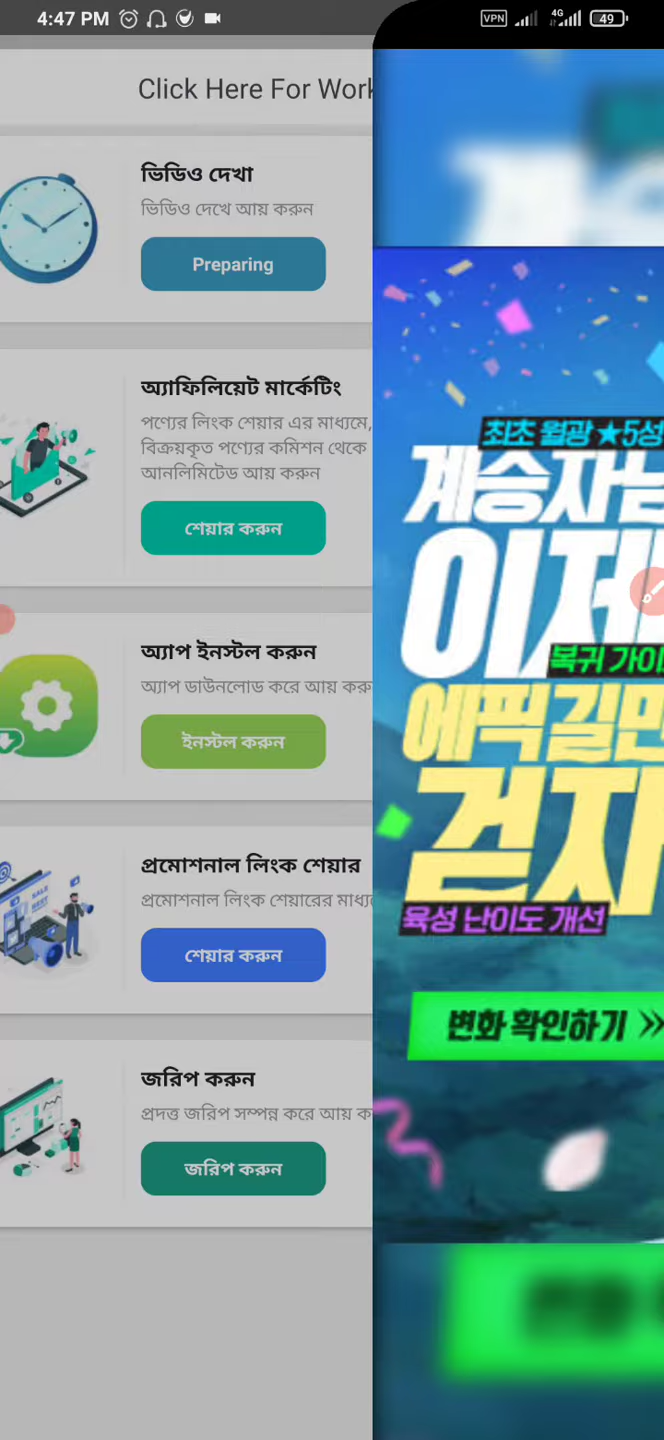 4:47 PM
VPN
4G
49
Click Here For Work
ভিডিও দেখা
ভিডিও দেখে আয় করুন
Preparing
অ্যাফিলিয়েট মার্কেটিং
পণ্যের লিংক শেয়ার এর মাধ্যমে,
বিক্রয়কৃত পণ্যের কমিশন থেকে
আনলিমিটেড আয় করুন
শেয়ার করুন
অ্যাপ ইনস্টল করুন
অ্যাপ ডাউনলোড করে আয় করু
ইনস্টল করুন
প্রমোশনাল লিংক শেয়ার
প্রমোশনাল লিংক শেয়ারের মাধ্য
শেয়ার করুন
SALE
BEST
জরিপ করুন
প্রদত্ত জরিপ সম্পন্ন করে আয় ক
জরিপ করুন
최초 월광 ★5성
계승자님
이제
복귀 가이
에픽길만
걷자
육성 난이도 개선
변화 확인하기 >>